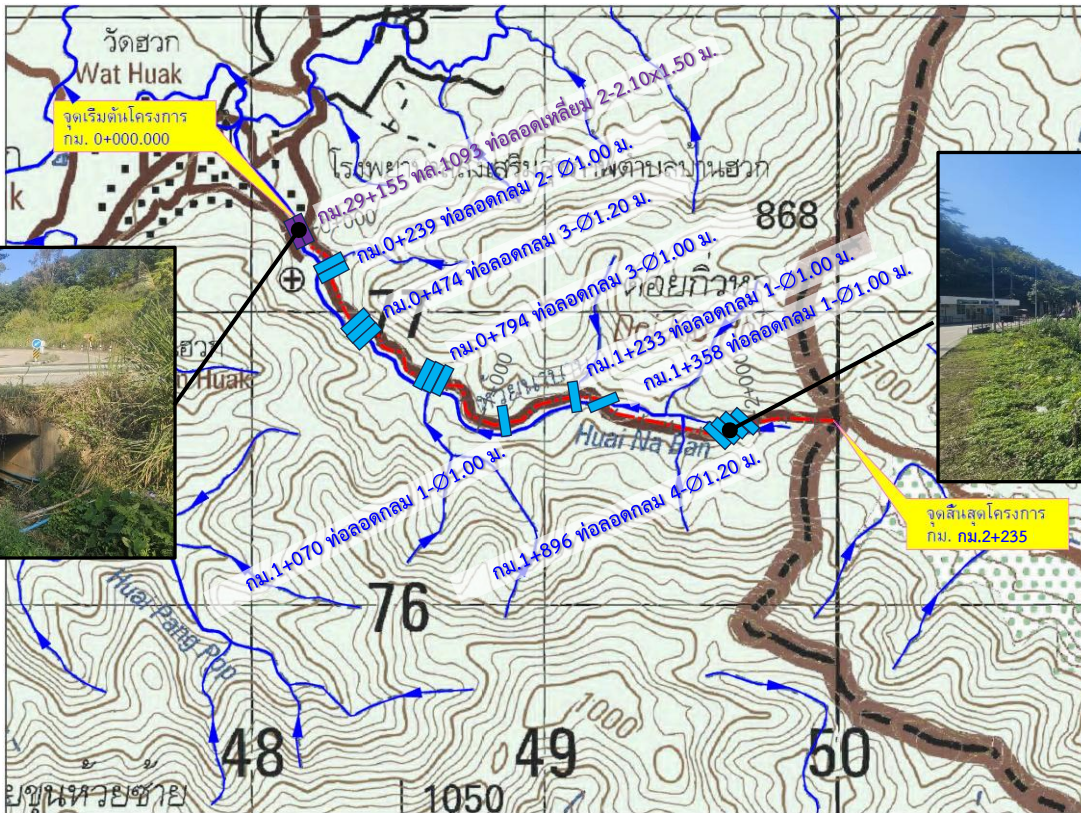 วัดฮวก
Wat Huak
78
จุดเริ่มต้นโครงการ
กม. 0+000.000
k
กม.29+155 ทล.1093 ท่อลอดเหลี่ยม 2-2.10x1.50 ม.
กม.0+239 ท่อลอดกลม 2- Ø1.00 ม.
กม.0+474 ท่อลอดกลม 3-Ø1.20 ม.
868
กม.0+794 ท่อลอดกลม 3-Ø1.00 ม.
77
กม.1+233 ท่อลอดกลม 1-Ø1.00 ม.
กม.1+358 ท่อลอดกลม 1-Ø1.00 ม.
Huak
1000
Huai Na Ban
กม.1+070 ท่อลอดกลม 1-Ø1.00 ม.
กม.1+896 ท่อลอดกลม 4-Ø1.20 ม.
จุดสิ้นสุดโครงการ
กม. กม.2+235
Huai Pang Pop
76
1000
48
49
50
1050